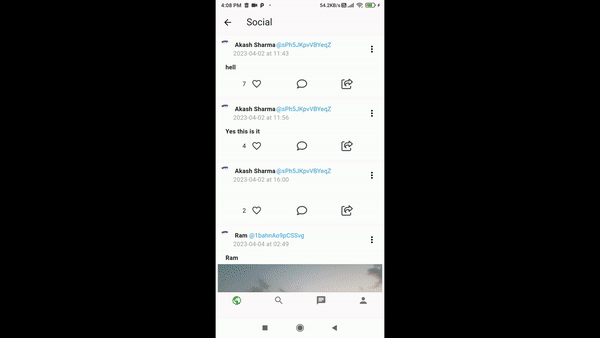 4:08 PM
54.2KB/s
Social
Akash Sharma@sPh5JKpvVBYeqZ
2023-04-02 at 11:43
hell
7
Akash Sharma@sPh5JKpvVBYeqZ
2023-04-02 at 11:56
Yes this is it
4
Akash Sharma@sPh5JKpvVBYeqZ
2023-04-02 at 16:00
2
Ram @1bahnAo9pCSSvg
2023-04-04 at 02:49
Ram